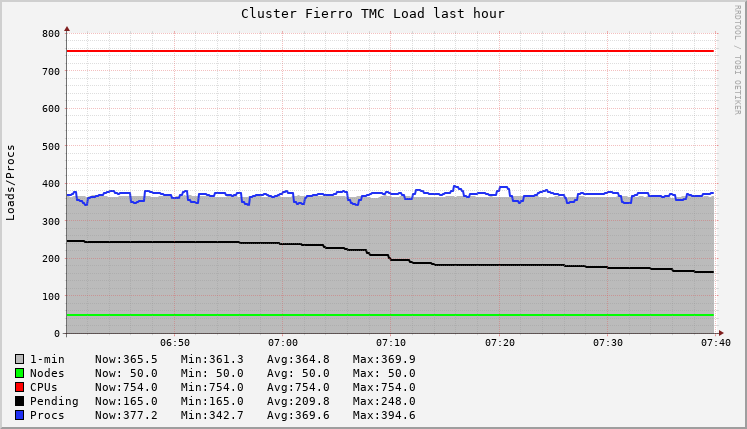 Cluster Fierro TMC Load last hour
RRDTOOL / TOBI OETIKER
Loads/Procs
800
700
600
500
400
300
200
100
0
06:50 07:00 07:10 07:20 07:30 07:40
1-min Now:365.5 Min:361.3 Avg:364.8 Max:369.9
Nodes Now: 50.0 Min: 50.0 Avg: 50.0 Max: 50.0
CPUs Now:754.0 Min:754.0 Avg:754.0 Max:754.0
Pending Now:165.0 Min:165.0 Avg:209.8 Max:248.0
Procs Now:377.2 Min:342.7 Avg:369.6 Max:394.6